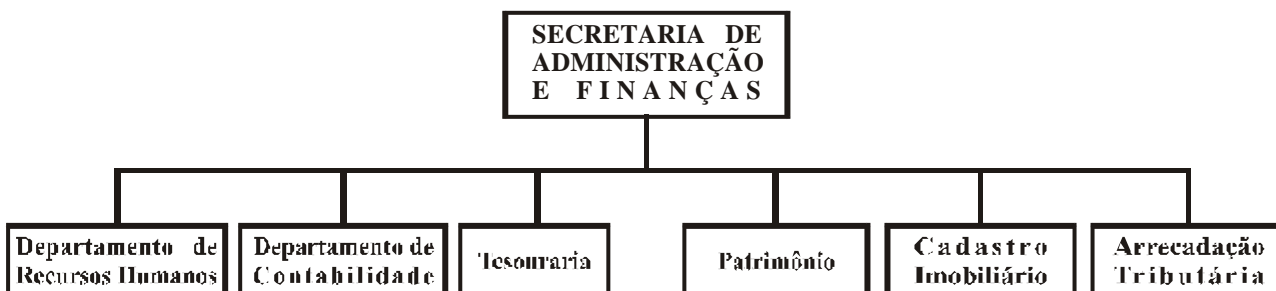 SECRETARIA DE
ADMINISTRAÇÃO
E FINANÇAS
Departamento de
Recursos Humanos
Departamento de
Contabilidade
Tesouraria
Patrimônio
Cadastro
Imobiliário
Arrecadação
Tributária